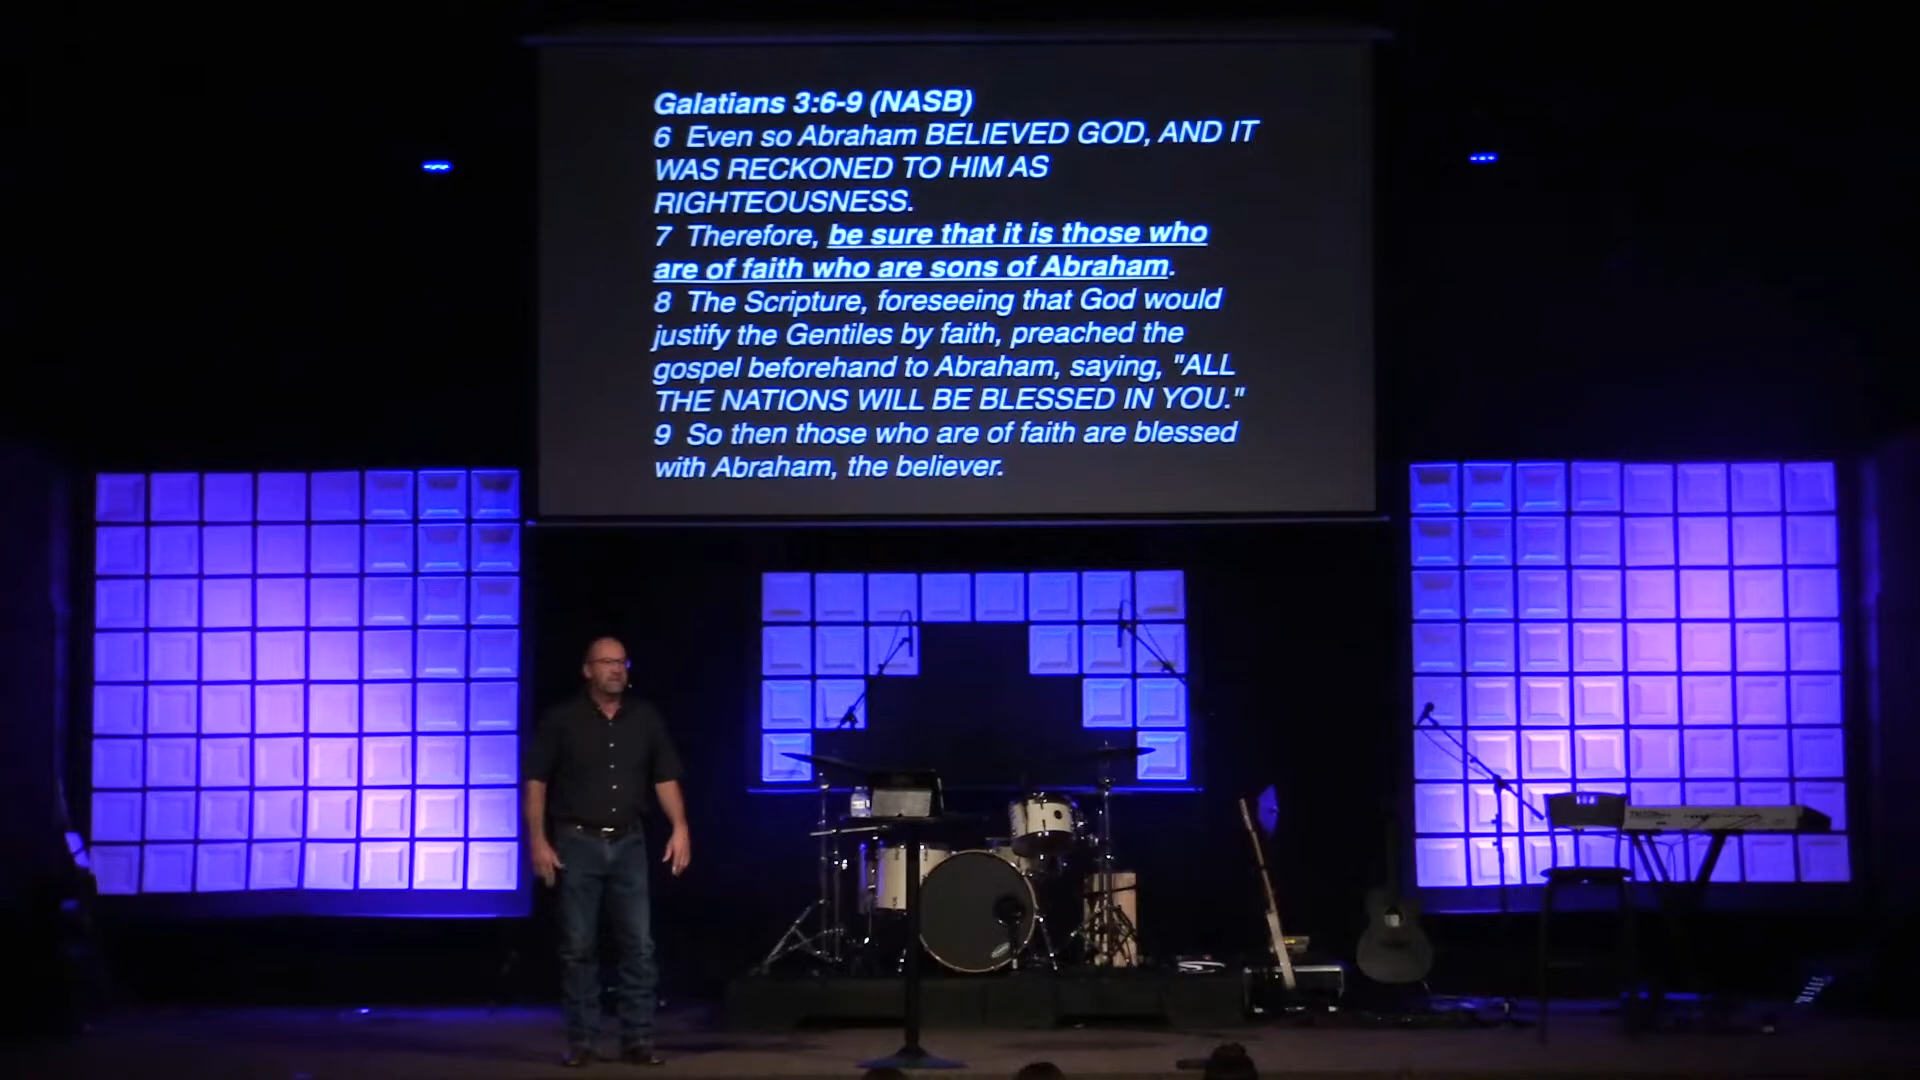 Galatians 3:6-9 (NASB)
6 Even so Abraham BELIEVED GOD, AND IT
WAS RECKONED TO HIM AS
RIGHTEOUSNESS.
7 Therefore, be sure that it is those who
are of faith who are sons of Abraham.
8 The Scripture, foreseeing that God would
justify the Gentiles by faith, preached the
gospel beforehand to Abraham, saying, "ALL
THE NATIONS WILL BE BLESSED IN YOU."
9 So then those who are of faith are blessed
with Abraham, the believer.